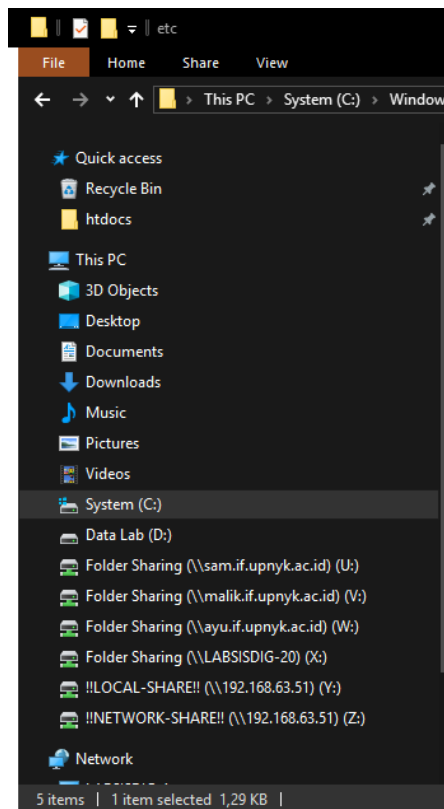 etc
File Home Share View
This PC > System (C:) > Window
Quick access
Recycle Bin
htdocs
This PC
3D Objects
Desktop
Documents
Downloads
Music
Pictures
Videos
System (C:)
Data Lab (D:)
Folder Sharing (\\sam.if.upnyk.ac.id) (U:)
Folder Sharing (\\malik.if.upnyk.ac.id) (V:)
Folder Sharing (\\ayu.if.upnyk.ac.id) (W:)
Folder Sharing (\\LABSISDIG-20) (X:)
!!LOCAL-SHARE!! (\\192.168.63.51) (Y:)
!!NETWORK-SHARE!! (\\192.168.63.51) (Z:)
Network
5 items | 1 item selected 1,29 KB |